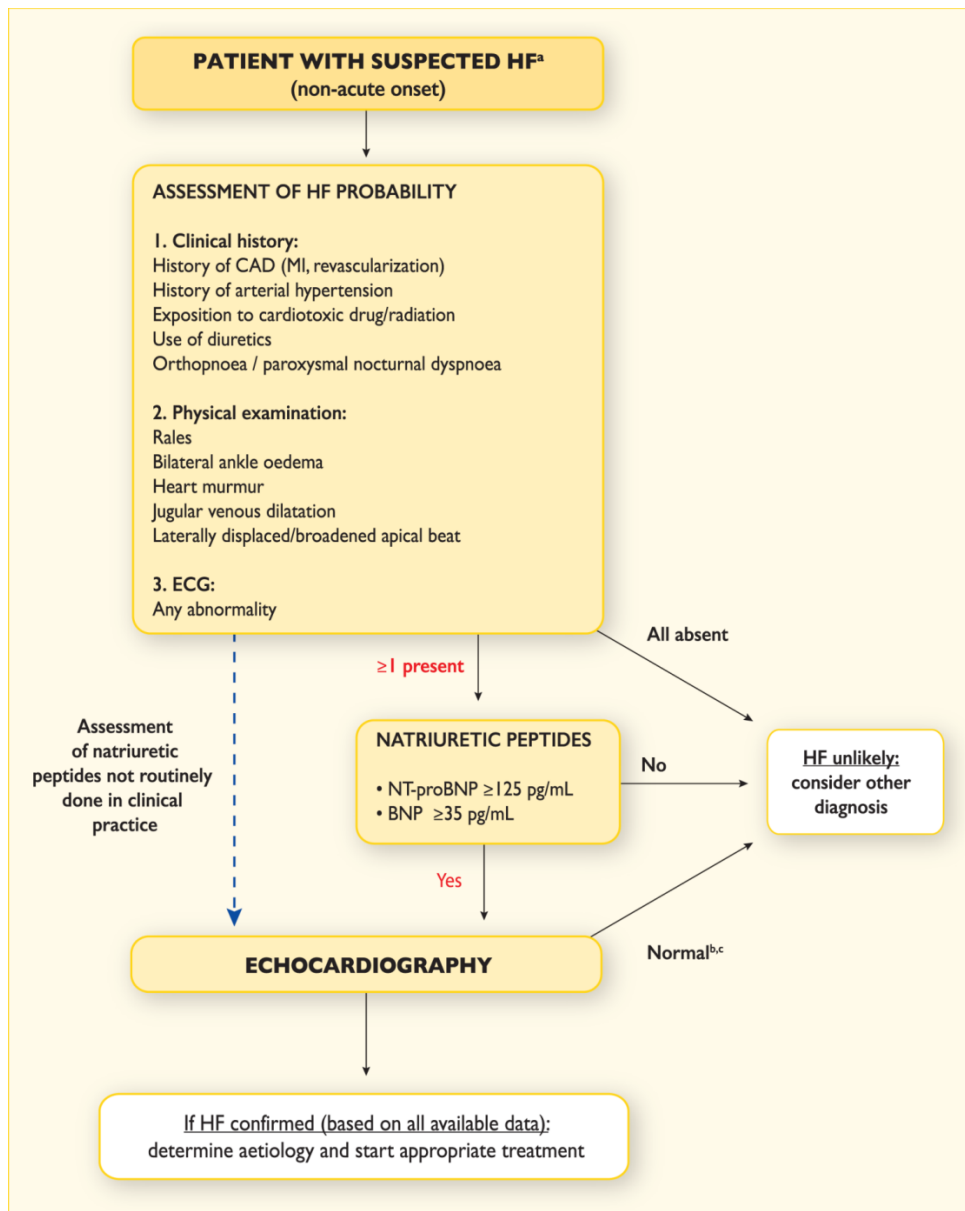 PATIENT WITH SUSPECTED HFᵃ
(non-acute onset)
ASSESSMENT OF HF PROBABILITY
1. Clinical history:
History of CAD (MI, revascularization)
History of arterial hypertension
Exposition to cardiotoxic drug/radiation
Use of diuretics
Orthopnoea / paroxysmal nocturnal dyspnoea
2. Physical examination:
Rales
Bilateral ankle oedema
Heart murmur
Jugular venous dilatation
Laterally displaced/broadened apical beat
3. ECG:
Any abnormality
All absent
≥1 present
Assessment
of natriuretic
peptides not routinely
done in clinical
practice
NATRIURETIC PEPTIDES
• NT-proBNP ≥125 pg/mL
• BNP ≥35 pg/mL
No
HF unlikely:
consider other
diagnosis
Yes
Normalᵇ,ᶜ
ECHOCARDIOGRAPHY
If HF confirmed (based on all available data):
determine aetiology and start appropriate treatment